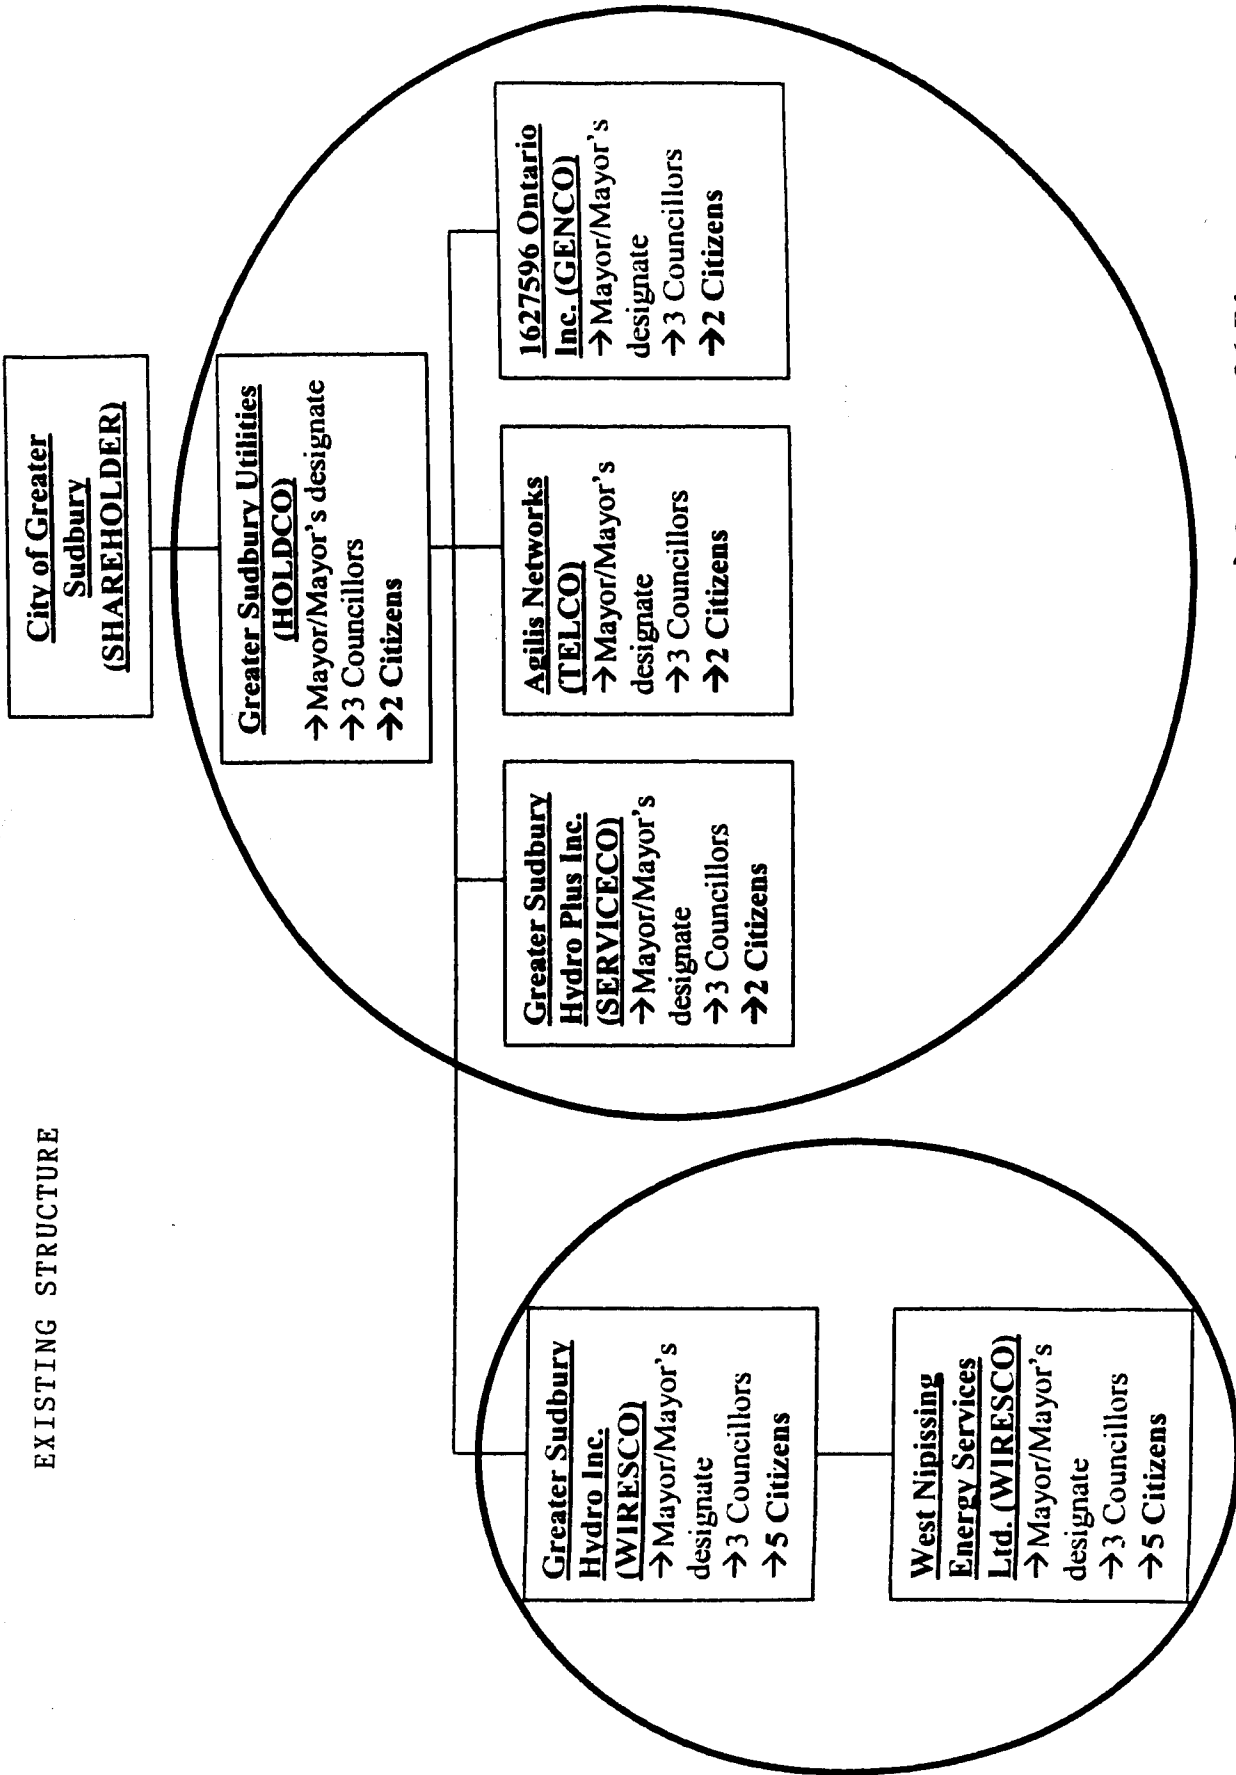 EXISTING STRUCTURE
City of Greater
Sudbury
(SHAREHOLDER)
Greater Sudbury Utilities
(HOLDCO)
→Mayor/Mayor's designate
→3 Councillors
→2 Citizens
Greater Sudbury
Hydro Inc.
(WIRESCO)
→Mayor/Mayor's
designate
→3 Councillors
→5 Citizens
West Nipissing
Energy Services
Ltd. (WIRESCO)
→Mayor/Mayor's
designate
→3 Councillors
→5 Citizens
Greater Sudbury
Hydro Plus Inc.
(SERVICECO)
→Mayor/Mayor's
designate
→3 Councillors
→2 Citizens
Agilis Networks
(TELCO)
→Mayor/Mayor's
designate
→3 Councillors
→2 Citizens
1627596 Ontario
Inc. (GENCO)
→Mayor/Mayor's
designate
→3 Councillors
→2 Citizens